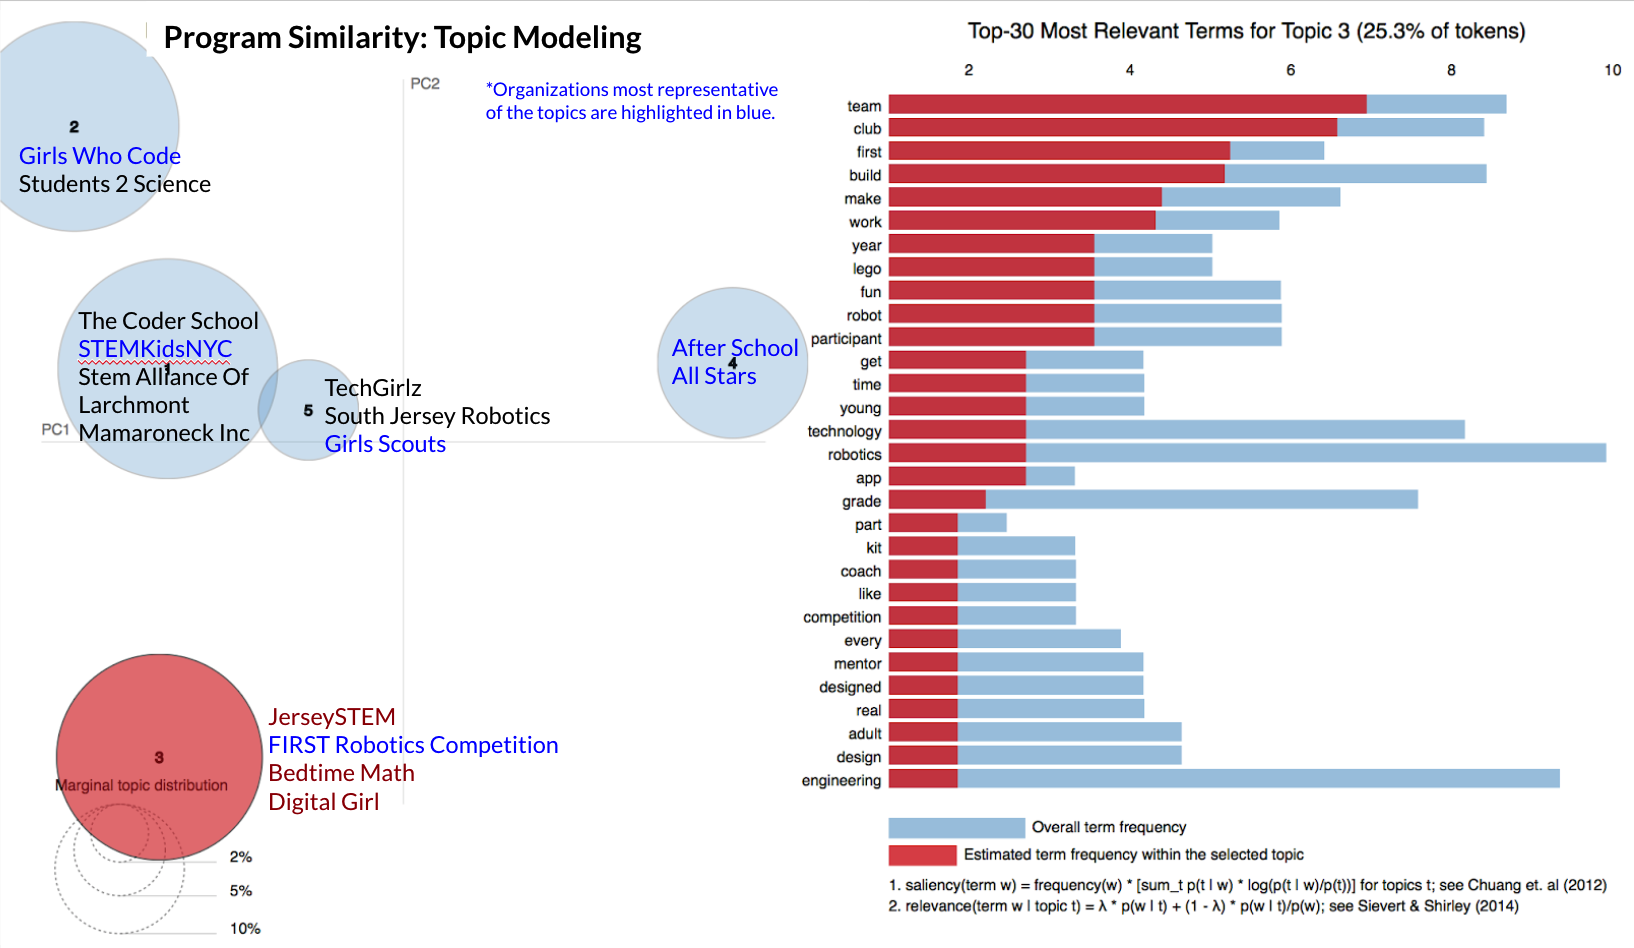 Program Similarity: Topic Modeling
PC2
*Organizations most representative
of the topics are highlighted in blue.
2
Girls Who Code
Students 2 Science
The Coder School
STEMKidsNYC
1
Stem Alliance Of
Larchmont
Mamaroneck Inc
PC1
5
TechGirlz
South Jersey Robotics
Girls Scouts
After School
4
All Stars
3
JerseySTEM
FIRST Robotics Competition
Bedtime Math
Digital Girl
Marginal topic distribution
2%
5%
10%
Top-30 Most Relevant Terms for Topic 3 (25.3% of tokens)
2 4 6 8 10
team
club
first
build
make
work
year
lego
fun
robot
participant
get
time
young
technology
robotics
app
grade
part
kit
coach
like
competition
every
mentor
designed
real
adult
design
engineering
Overall term frequency
Estimated term frequency within the selected topic
1. saliency(term w) = frequency(w) * [sum_t p(t | w) * log(p(t | w)/p(t))] for topics t; see Chuang et. al (2012)
2. relevance(term w | topic t) = λ * p(w | t) + (1 - λ) * p(w | t)/p(w); see Sievert & Shirley (2014)